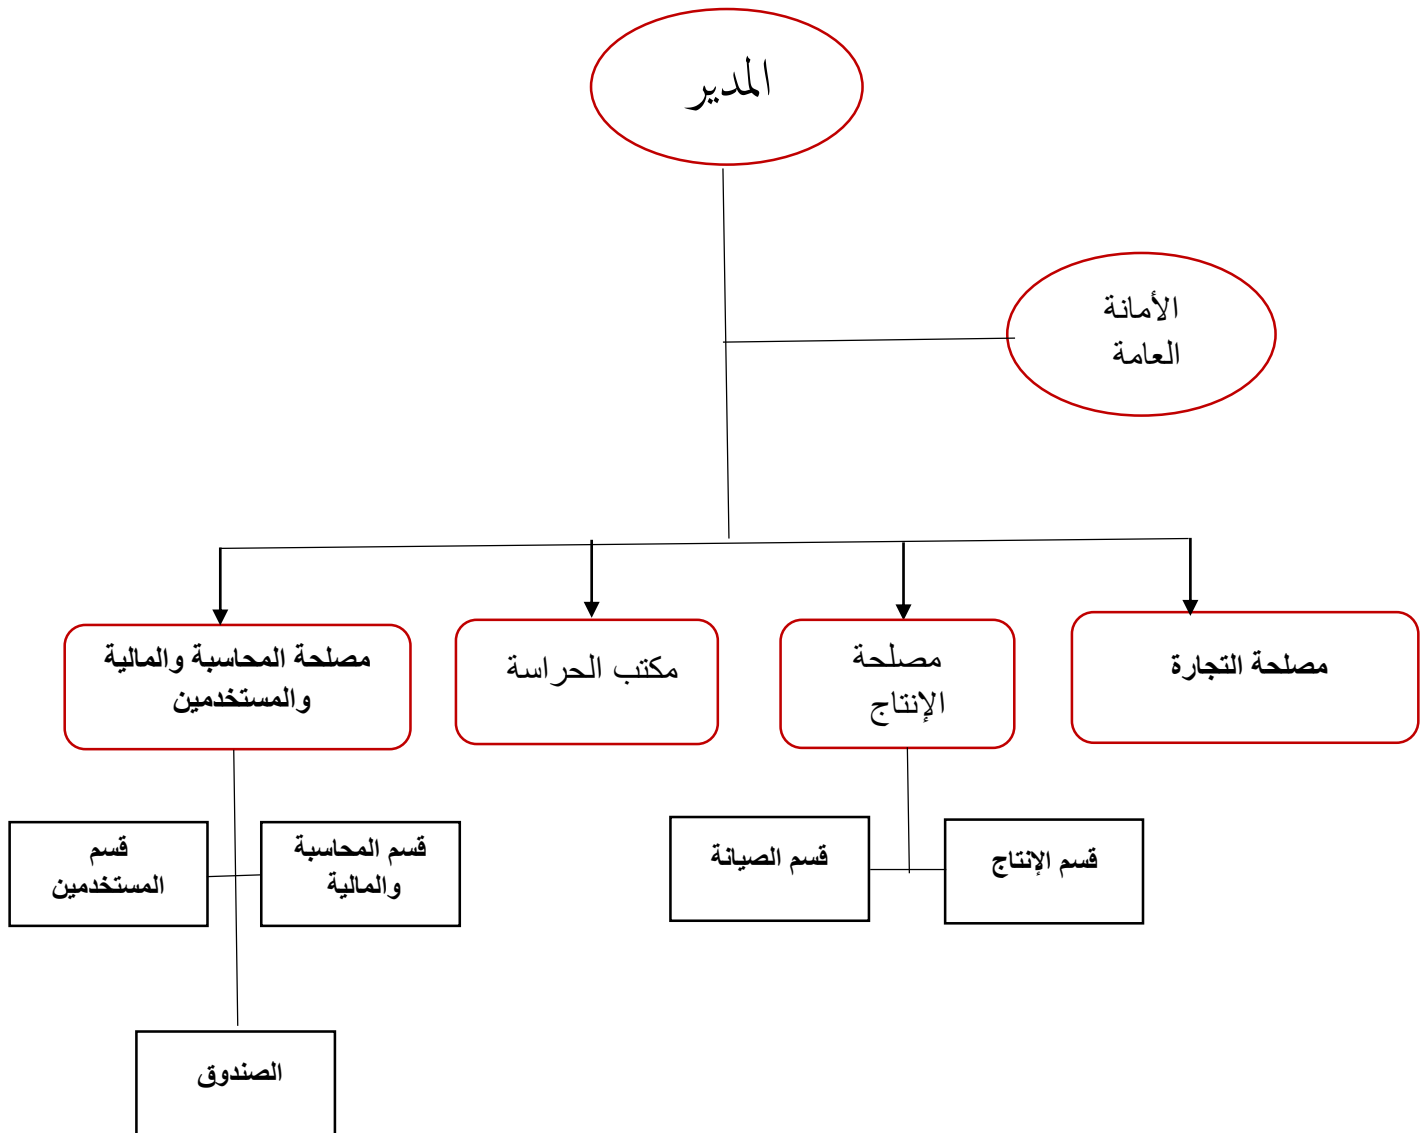 المدير
الأمانة
العامة
مصلحة التجارة
مصلحة
الإنتاج
مكتب الحراسة
مصلحة المحاسبة والمالية
والمستخدمين
قسم الإنتاج
قسم الصيانة
قسم المحاسبة
والمالية
قسم
المستخدمين
الصندوق